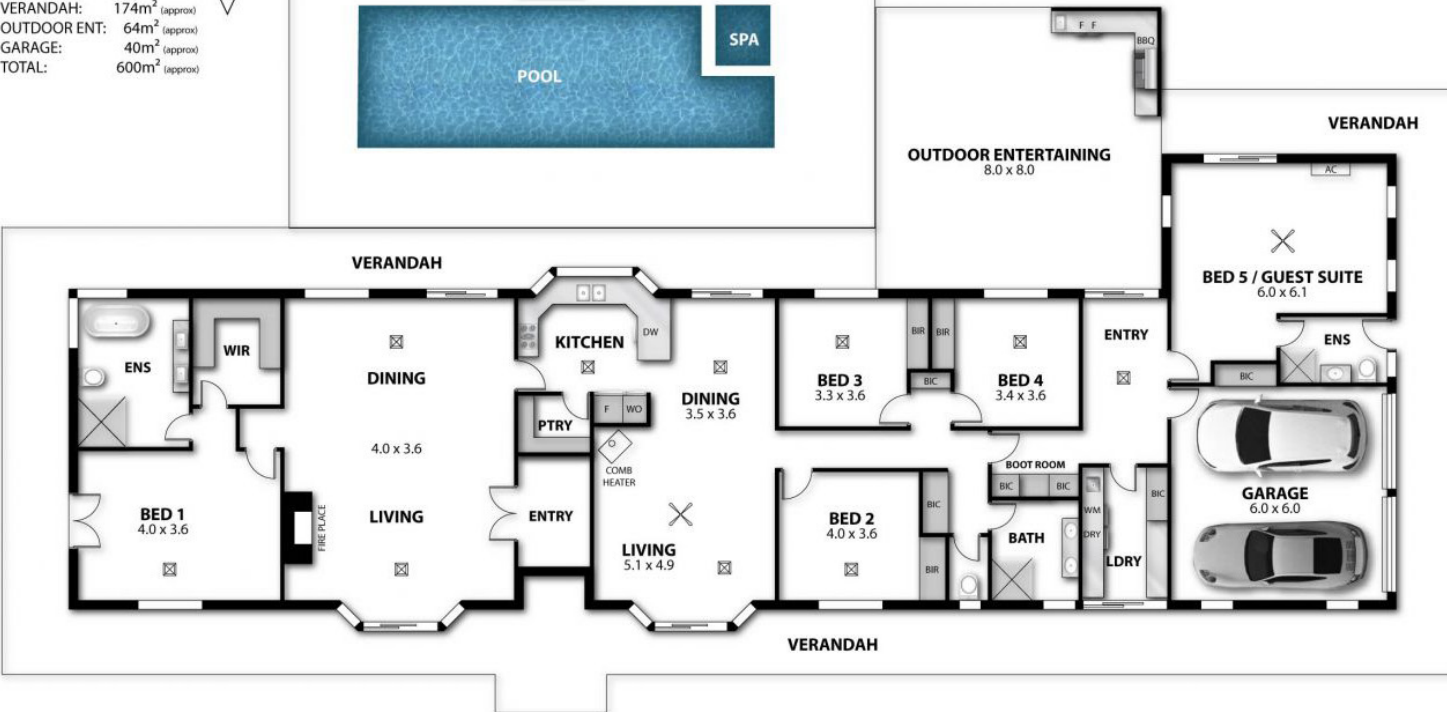 VERANDAH: 174m² (approx)
OUTDOOR ENT: 64m² (approx)
GARAGE: 40m² (approx)
TOTAL: 600m² (approx)
POOL
SPA
F F
BBQ
OUTDOOR ENTERTAINING
8.0 x 8.0
VERANDAH
AC
BED 5 / GUEST SUITE
6.0 x 6.1
ENS
BIC
VERANDAH
ENS
WIR
DINING
4.0 x 3.6
LIVING
FIRE PLACE
BED 1
4.0 x 3.6
KITCHEN
DW
PTRY
F
WO
COMB
HEATER
ENTRY
DINING
3.5 x 3.6
LIVING
5.1 x 4.9
BED 3
3.3 x 3.6
BIR
BIR
BIC
BED 4
3.4 x 3.6
ENTRY
BOOT ROOM
BIC
BIC
BED 2
4.0 x 3.6
BIC
BIR
BATH
WM
DRY
LDRY
BIC
GARAGE
6.0 x 6.0
VERANDAH